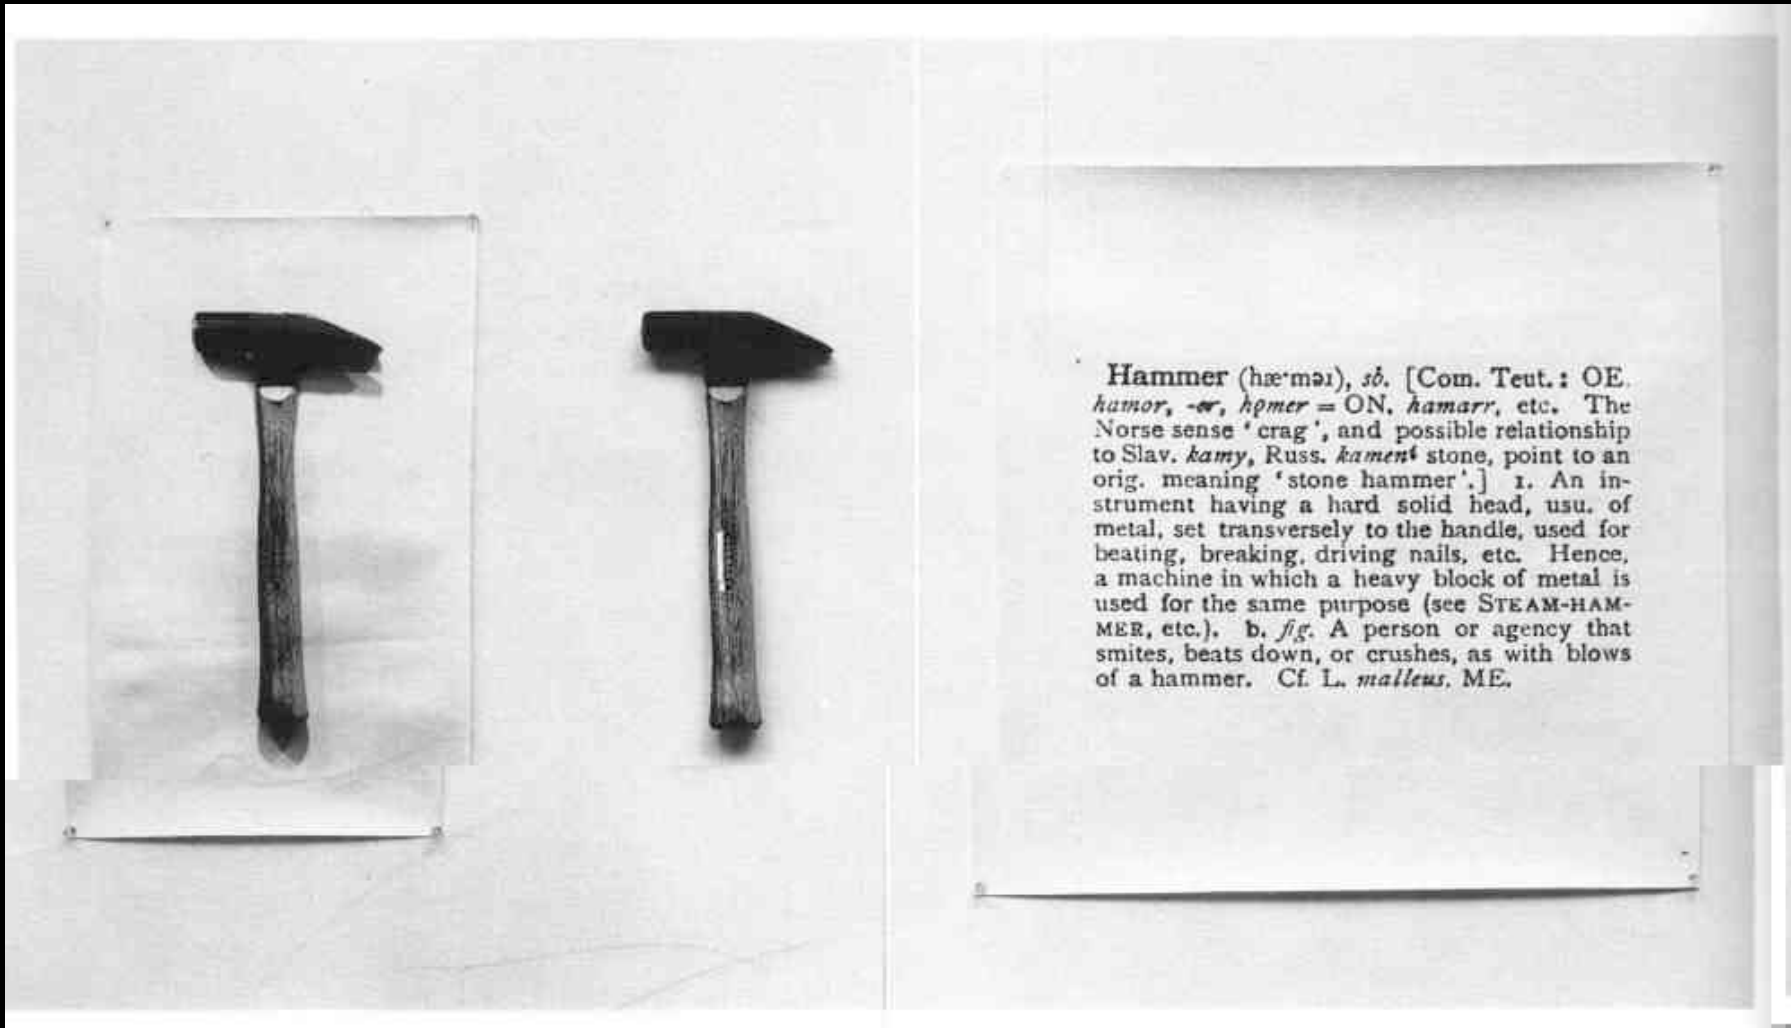 Hammer (hæ·məɹ), sb. [Com. Teut.: OE.
hamor, -er, hǫmer = ON. hamarr, etc. The
Norse sense ‘crag’, and possible relationship
to Slav. kamy, Russ. kamenĭ stone, point to an
orig. meaning ‘stone hammer’.] 1. An in-
strument having a hard solid head, usu. of
metal, set transversely to the handle, used for
beating, breaking, driving nails, etc. Hence,
a machine in which a heavy block of metal is
used for the same purpose (see STEAM-HAM-
MER, etc.). b. fig. A person or agency that
smites, beats down, or crushes, as with blows
of a hammer. Cf. L. malleus. ME.